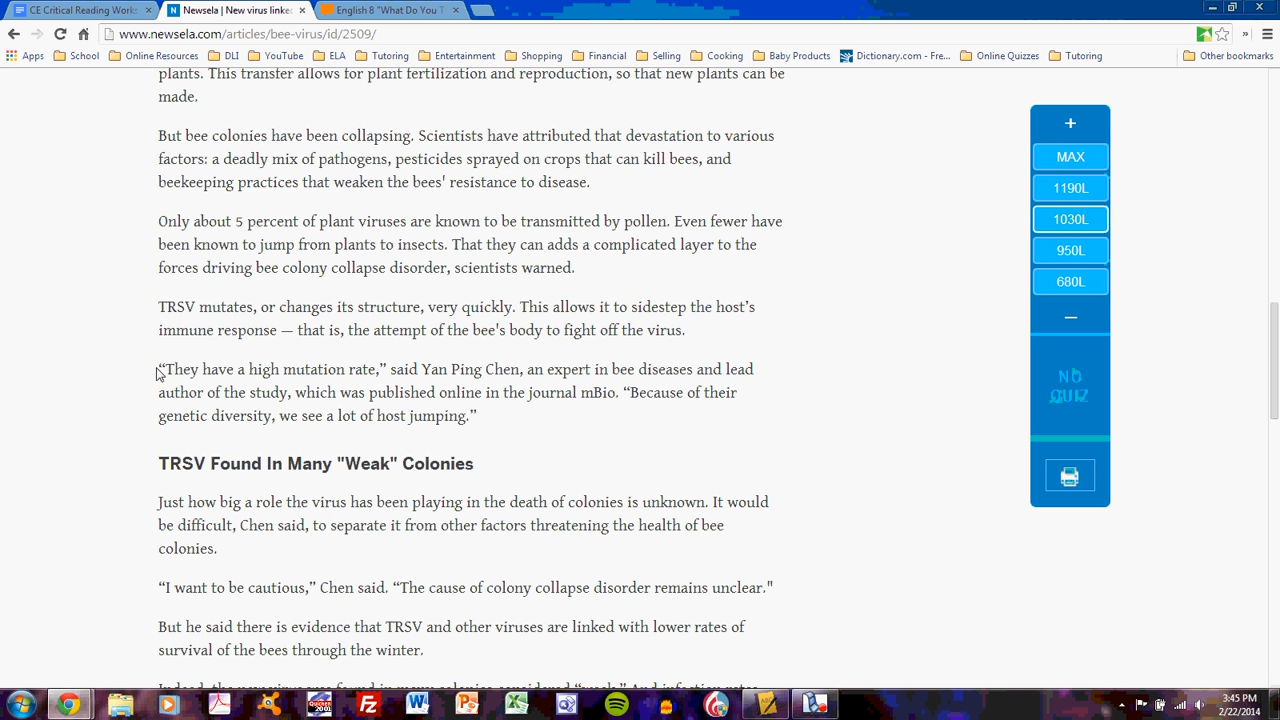 CE Critical Reading Works
Newsela | New virus linke
English 8 "What Do You T
www.newsela.com/articles/bee-virus/id/2509/
Apps School Online Resources DLI YouTube ELA Tutoring Entertainment Shopping Financial Selling Cooking Baby Products Dictionary.com - Fre... Online Quizzes Tutoring Other bookmarks
plants. This transfer allows for plant fertilization and reproduction, so that new plants can be
made.
But bee colonies have been collapsing. Scientists have attributed that devastation to various
factors: a deadly mix of pathogens, pesticides sprayed on crops that can kill bees, and
beekeeping practices that weaken the bees' resistance to disease.
Only about 5 percent of plant viruses are known to be transmitted by pollen. Even fewer have
been known to jump from plants to insects. That they can adds a complicated layer to the
forces driving bee colony collapse disorder, scientists warned.
TRSV mutates, or changes its structure, very quickly. This allows it to sidestep the host’s
immune response — that is, the attempt of the bee's body to fight off the virus.
“They have a high mutation rate,” said Yan Ping Chen, an expert in bee diseases and lead
author of the study, which was published online in the journal mBio. “Because of their
genetic diversity, we see a lot of host jumping.”
TRSV Found In Many "Weak" Colonies
Just how big a role the virus has been playing in the death of colonies is unknown. It would
be difficult, Chen said, to separate it from other factors threatening the health of bee
colonies.
“I want to be cautious,” Chen said. “The cause of colony collapse disorder remains unclear."
But he said there is evidence that TRSV and other viruses are linked with lower rates of
survival of the bees through the winter.
+
MAX
1190L
1030L
950L
680L
—
NO
QUIZ
3:45 PM
2/22/2014